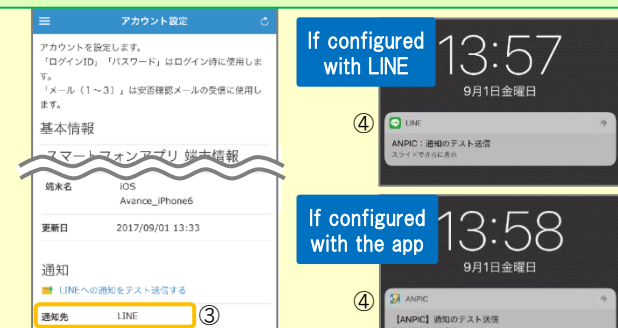 アカウント設定
アカウントを設定します。
「ログインID」「パスワード」はログイン時に使用しま
す。
「メール（1～3）」は安否確認メールの受信に使用し
ます。
基本情報
スマートフォンアプリ 端末情報
端末名 iOS
Avance_iPhone6
更新日 2017/09/01 13:33
通知
LINEへの通知をテスト送信する
通知先 LINE ③
If configured
with LINE
13:57
9月1日金曜日
④
LINE 今
ANPIC：通知のテスト送信
スライドでさらに表示
If configured
with the app
13:58
9月1日金曜日
④
ANPIC 今
【ANPIC】通知のテスト送信